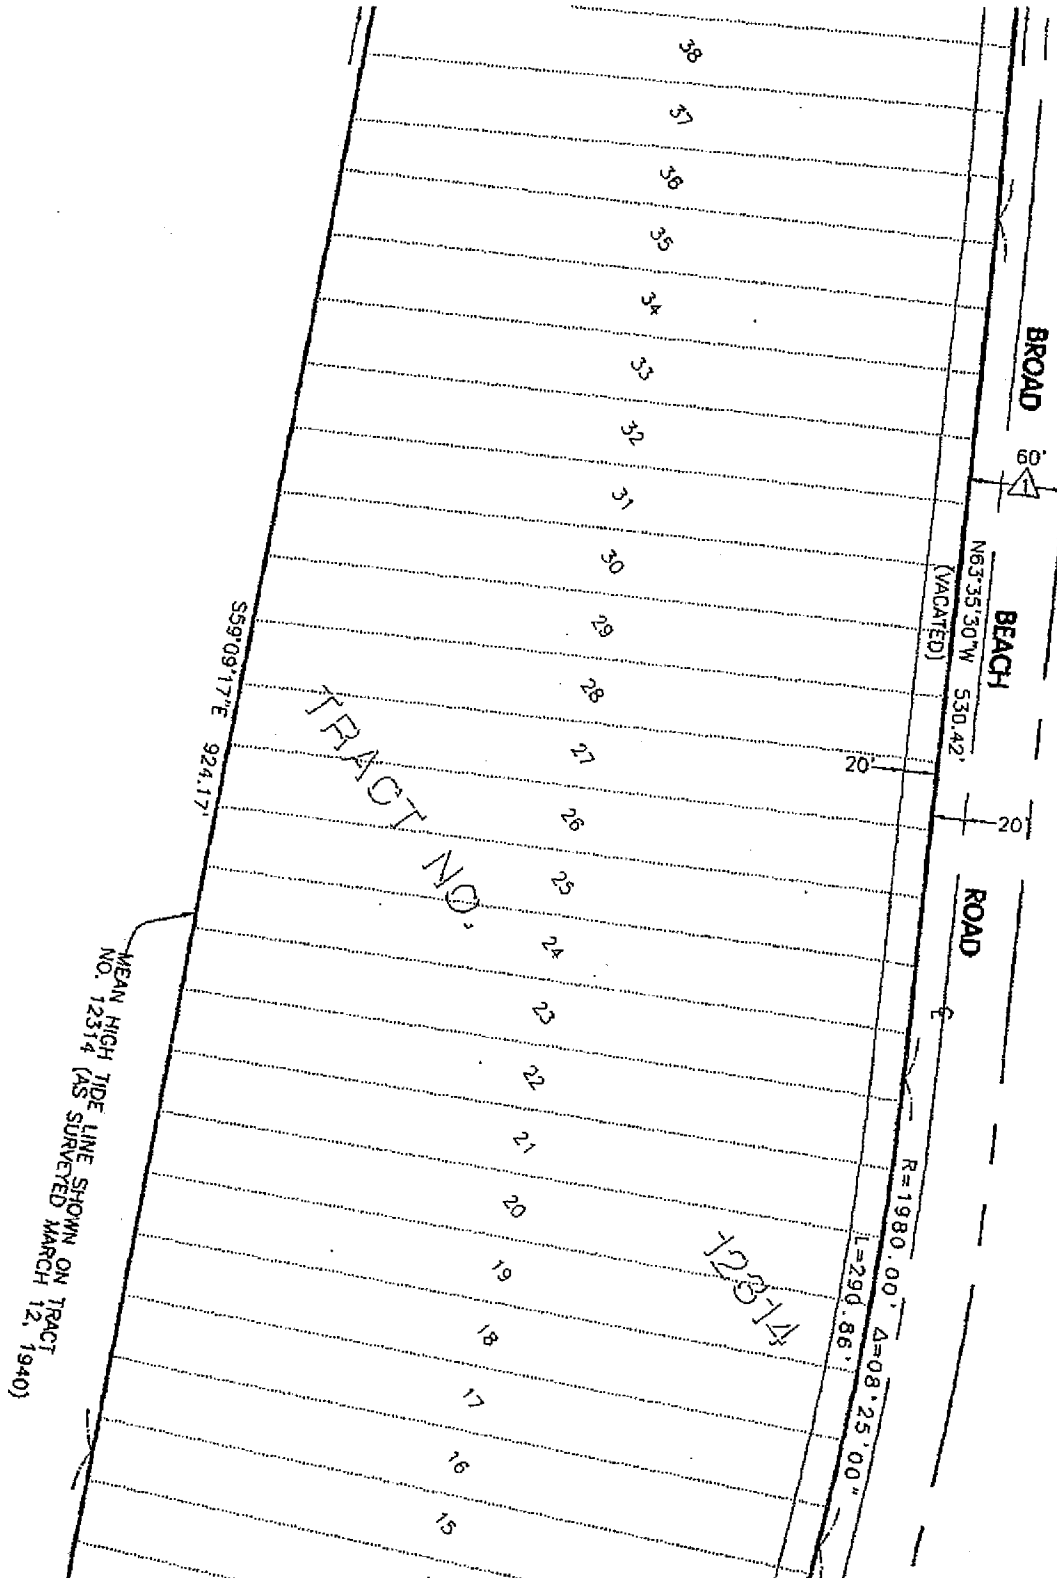 BROAD
BEACH
ROAD
60'
1
N63°35'30"W 530.42'
(VACATED)
20'
20'
℄
R=1980.00' Δ=08°25'00"
L=290.86'
38
37
36
35
34
33
32
31
30
29
28
27
26
25
24
23
22
21
20
19
18
17
16
15
TRACT NO.
12314
S59°09'17"E 924.17'
MEAN HIGH TIDE LINE SHOWN ON TRACT
NO. 12314 (AS SURVEYED MARCH 12, 1940)